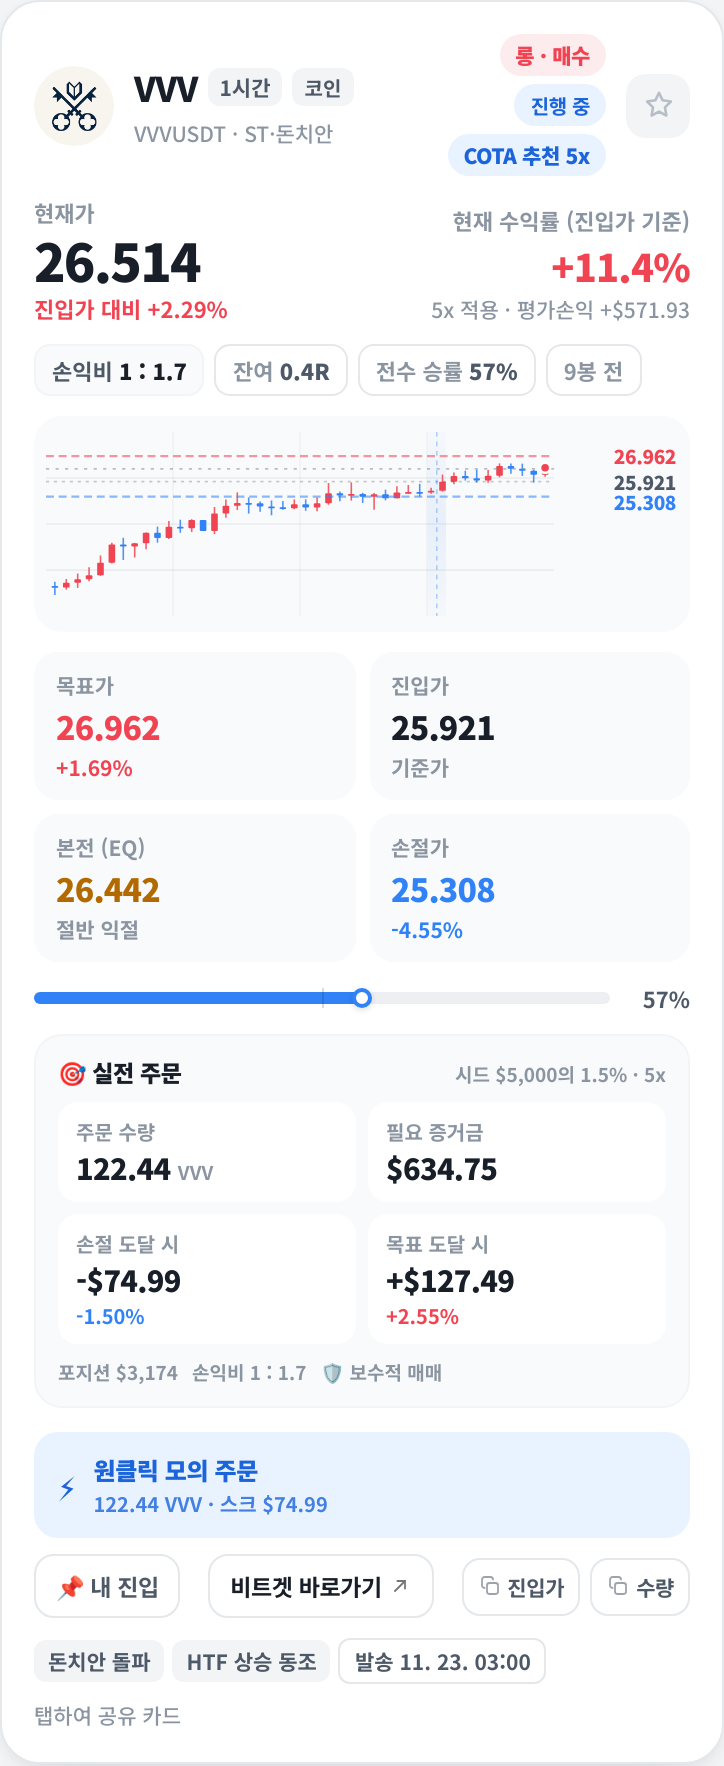 VVV 1시간 코인
VVVUSDT · ST·돈치안
롱 · 매수
진행 중
COTA 추천 5x
현재가
26.514
진입가 대비 +2.29%
현재 수익률 (진입가 기준)
+11.4%
5x 적용 · 평가손익 +$571.93
손익비 1 : 1.7 잔여 0.4R 전수 승률 57% 9봉 전
26.962
25.921
25.308
목표가
26.962
+1.69%
진입가
25.921
기준가
본전 (EQ)
26.442
절반 익절
손절가
25.308
-4.55%
57%
🎯 실전 주문 시드 $5,000의 1.5% · 5x
주문 수량
122.44 VVV
필요 증거금
$634.75
손절 도달 시
-$74.99
-1.50%
목표 도달 시
+$127.49
+2.55%
포지션 $3,174 손익비 1 : 1.7 🛡️ 보수적 매매
⚡ 원클릭 모의 주문
122.44 VVV · 스크 $74.99
📌 내 진입 비트겟 바로가기 ↗ 진입가 수량
돈치안 돌파 HTF 상승 동조 발송 11. 23. 03:00
탭하여 공유 카드